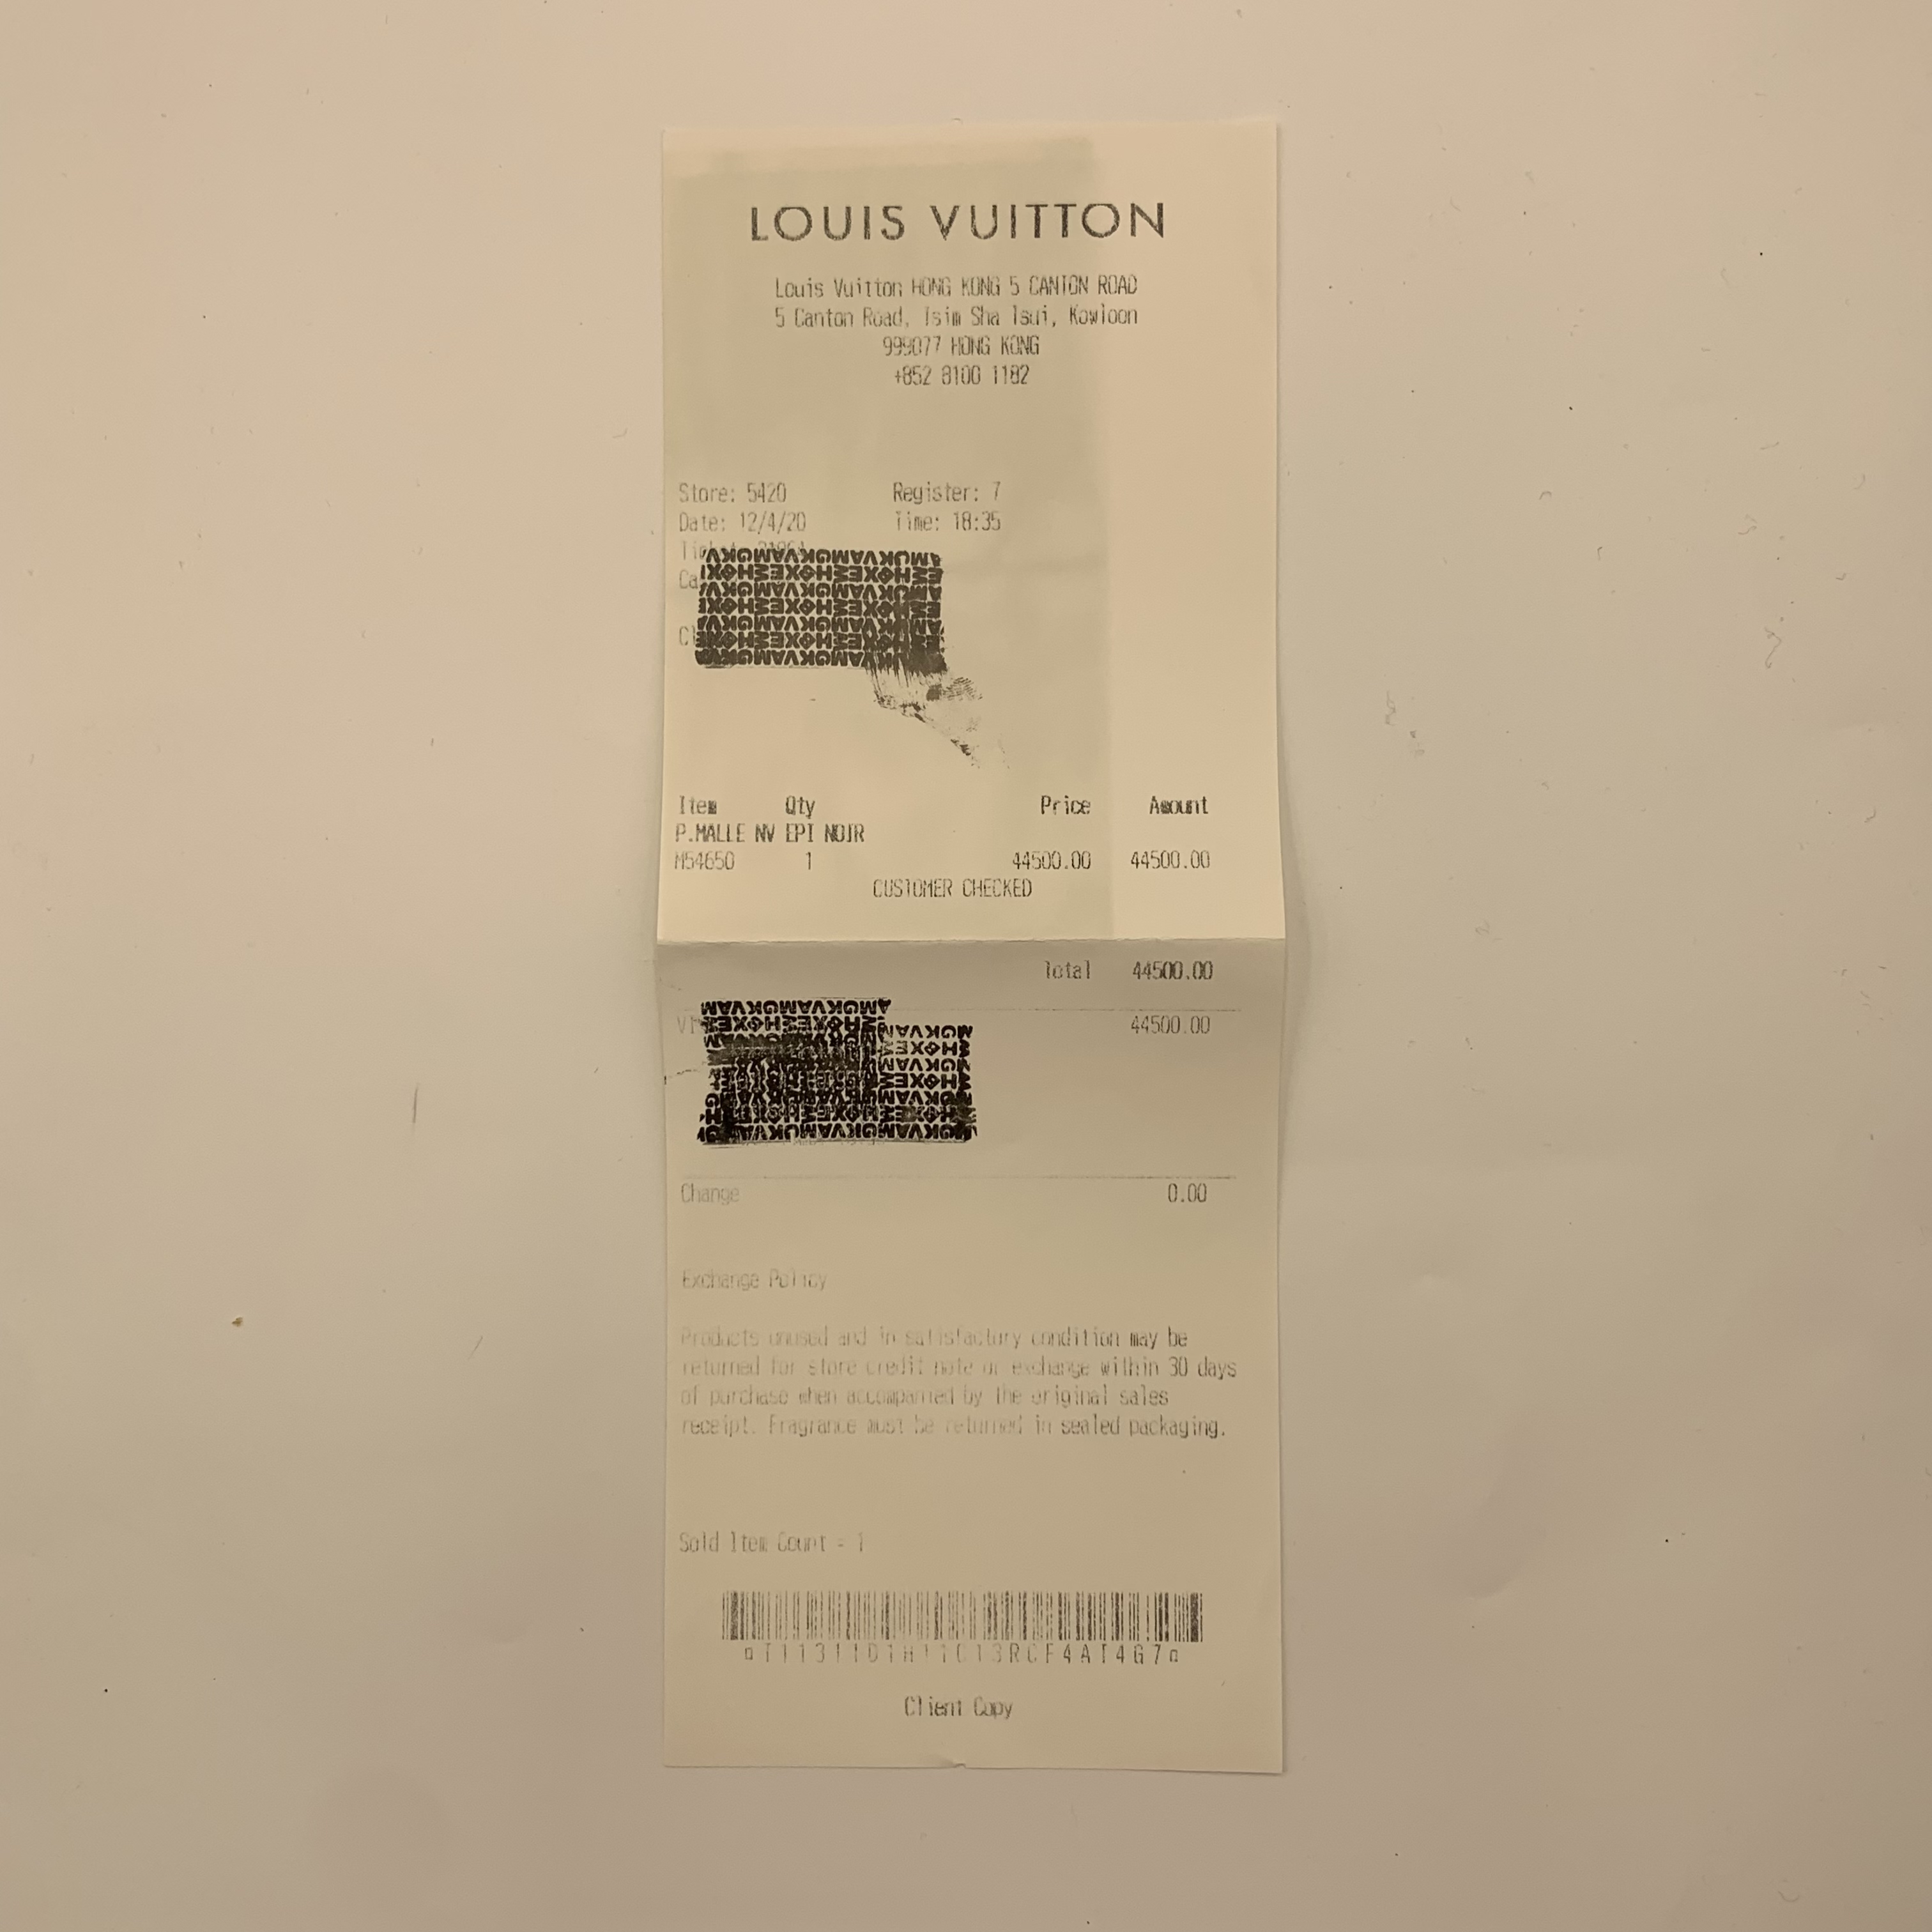 LOUIS VUITTON
Louis Vuitton HONG KONG 5 CANTON ROAD
5 Canton Road, Tsim Sha Tsui, Kowloon
999077 HONG KONG
+852 8100 1182
Store: 5420 Register: 7
Date: 12/4/20 Time: 18:35
Item Qty Price Amount
P.MALLE NV EPI NOIR
M54650 1 44500.00 44500.00
CUSTOMER CHECKED
Total 44500.00
44500.00
Change 0.00
Exchange Policy
Products unused and in satisfactory condition may be
returned for store credit note or exchange within 30 days
of purchase when accompanied by the original sales
receipt. Fragrance must be returned in sealed packaging.
Sold Item Count = 1
Client Copy